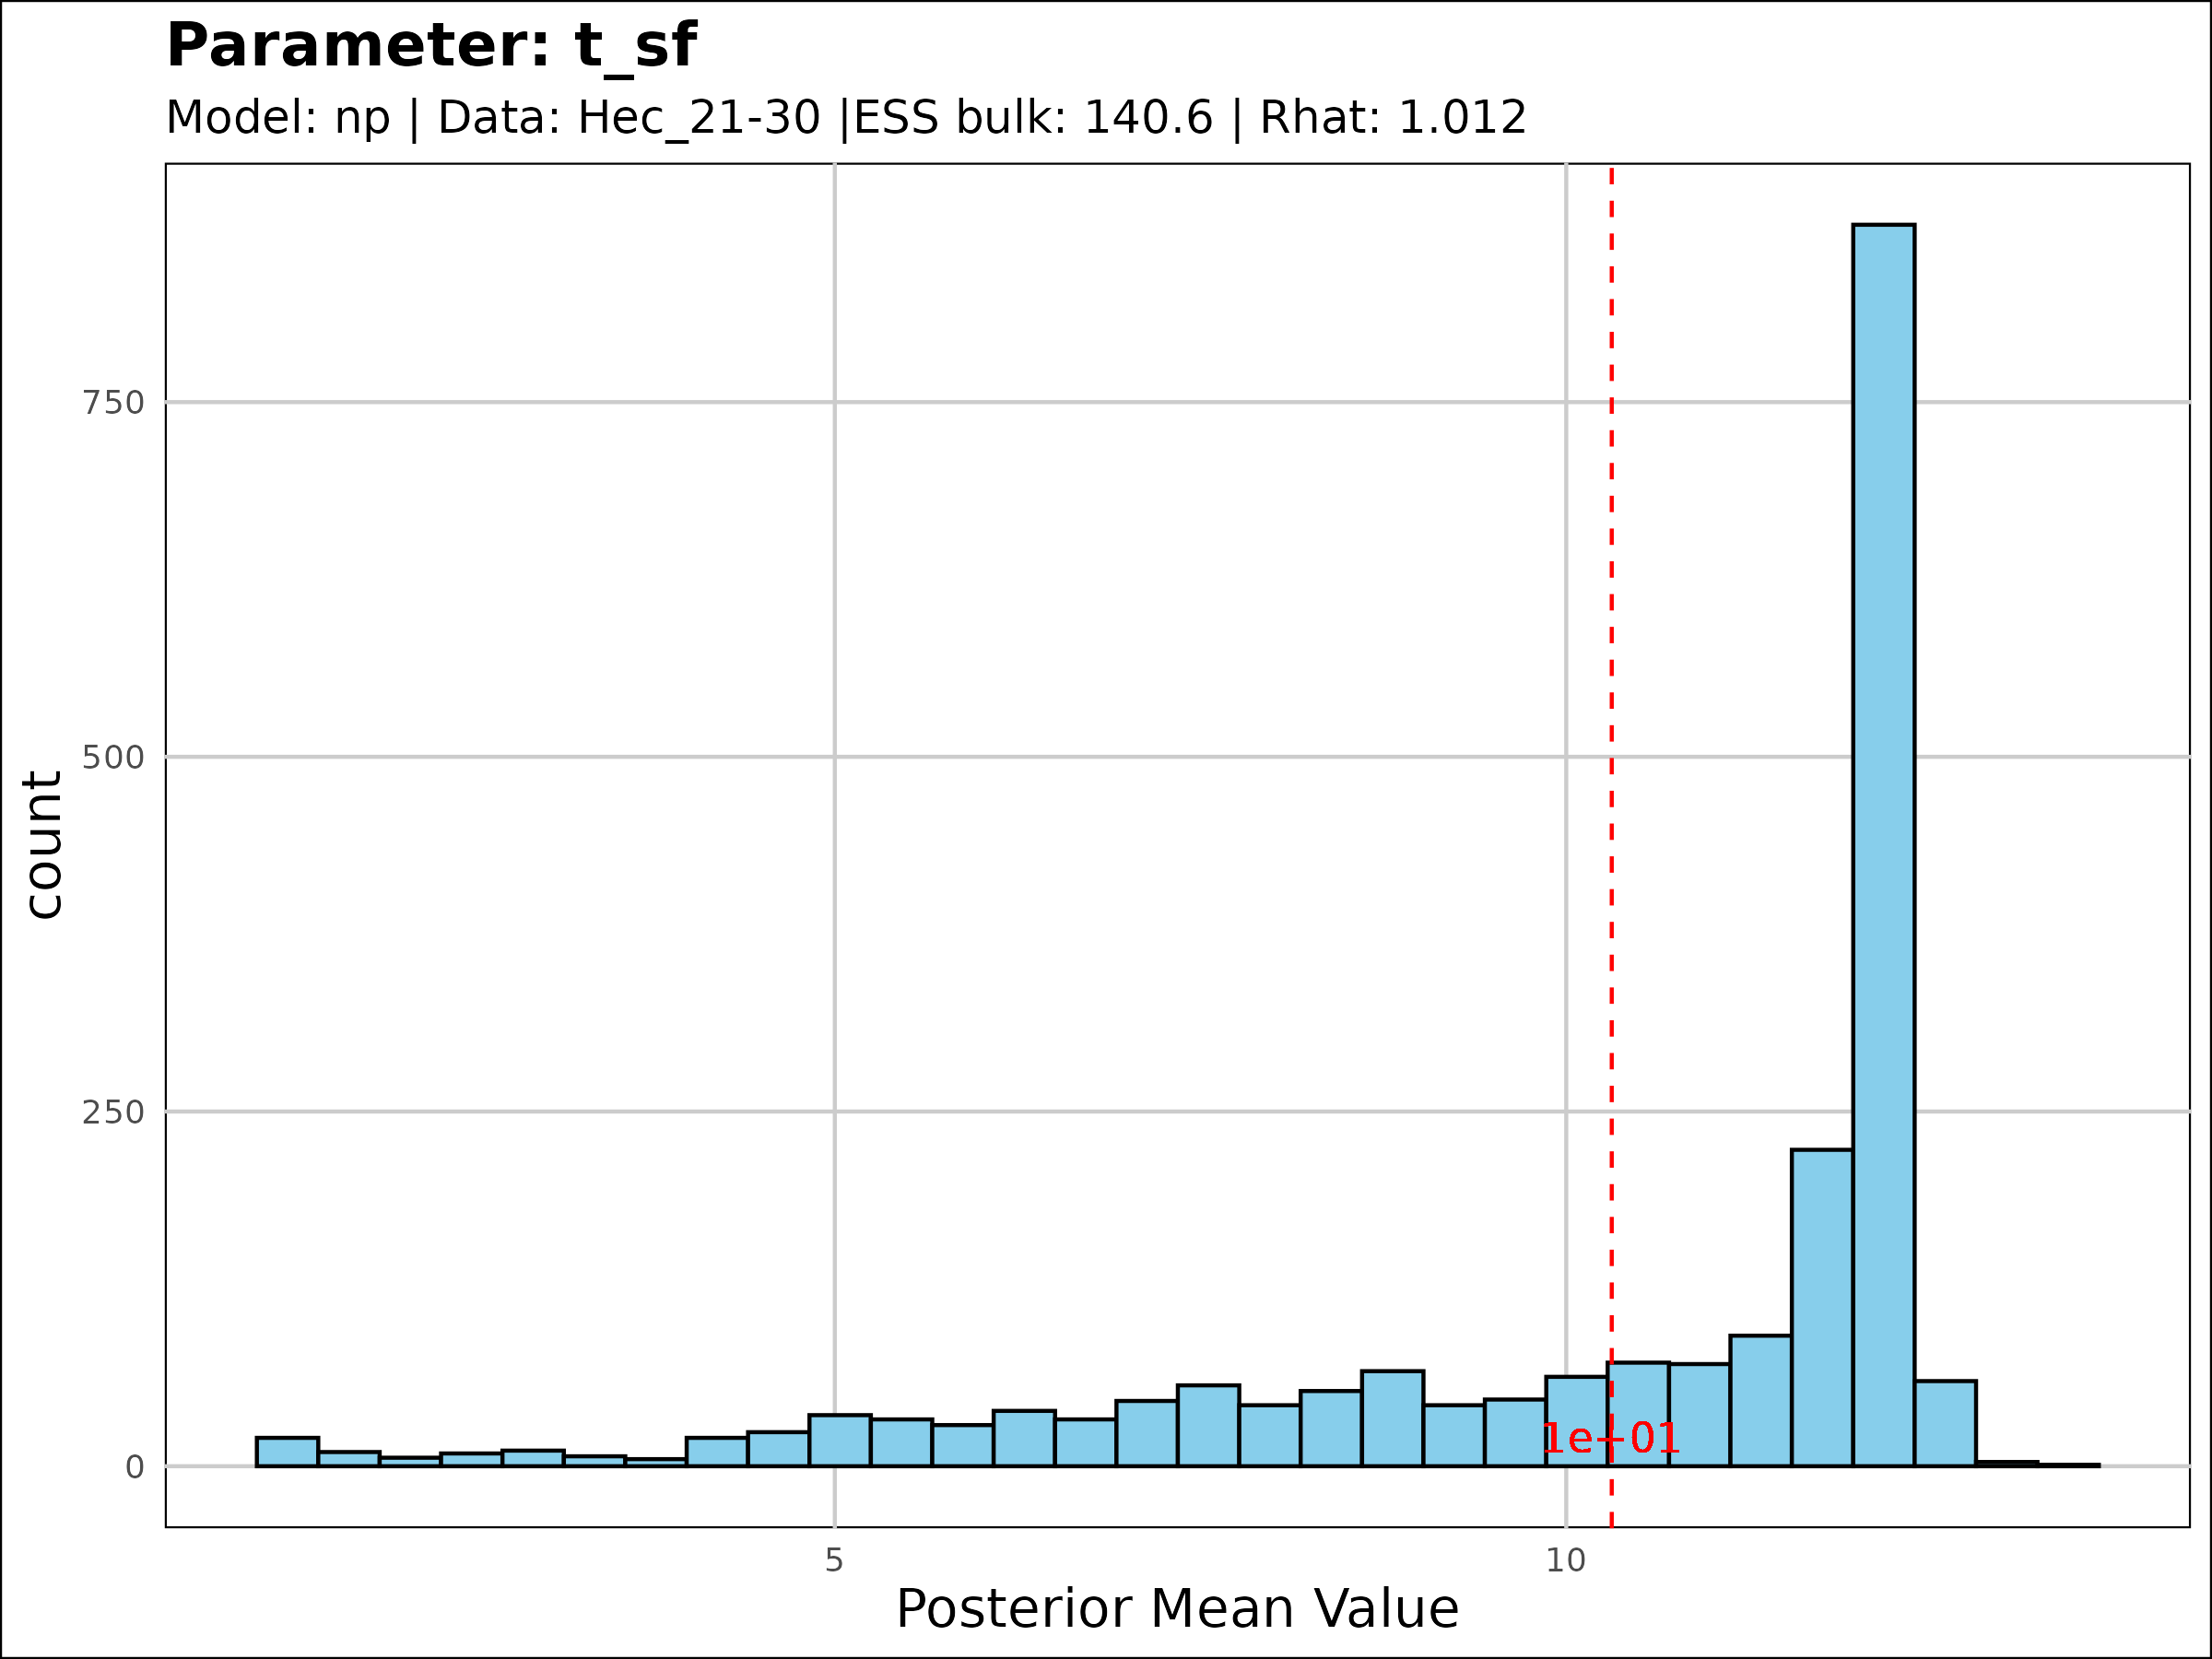 Parameter: t_sf
Model: np | Data: Hec_21-30 |ESS bulk: 140.6 | Rhat: 1.012
750
500
250
0
count
1e+01
5
10
Posterior Mean Value